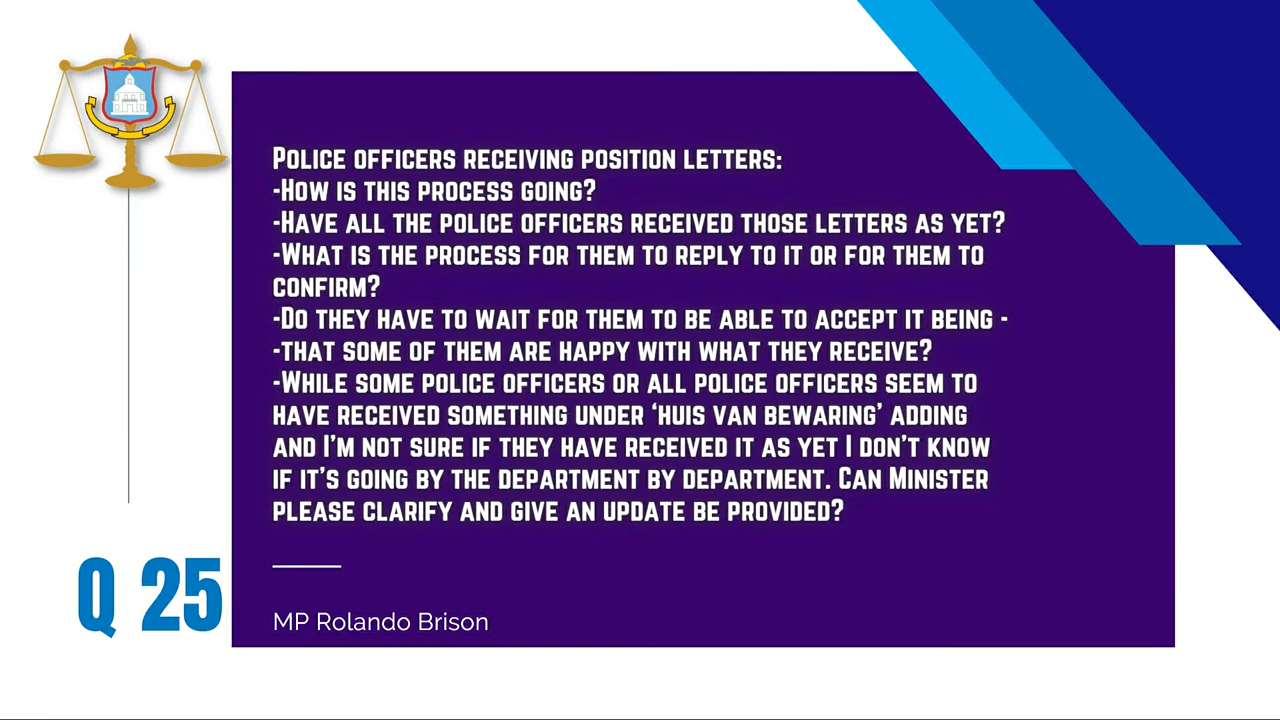 Police officers receiving position letters:
-How is this process going?
-Have all the police officers received those letters as yet?
-What is the process for them to reply to it or for them to
confirm?
-Do they have to wait for them to be able to accept it being -
-that some of them are happy with what they receive?
-While some police officers or all police officers seem to
have received something under ‘huis van bewaring’ adding
and I’m not sure if they have received it as yet I don’t know
if it’s going by the department by department. Can Minister
please clarify and give an update be provided?
MP Rolando Brison
Q 25